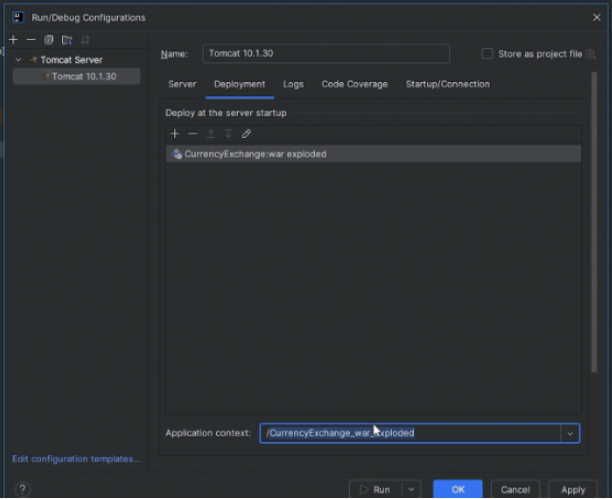 Run/Debug Configurations
Tomcat Server
Tomcat 10.1.30
Name: Tomcat 10.1.30 Store as project file
Server Deployment Logs Code Coverage Startup/Connection
Deploy at the server startup
CurrencyExchange:war exploded
Application context: /CurrencyExchange_war_exploded
Edit configuration templates...
? Run OK Cancel Apply